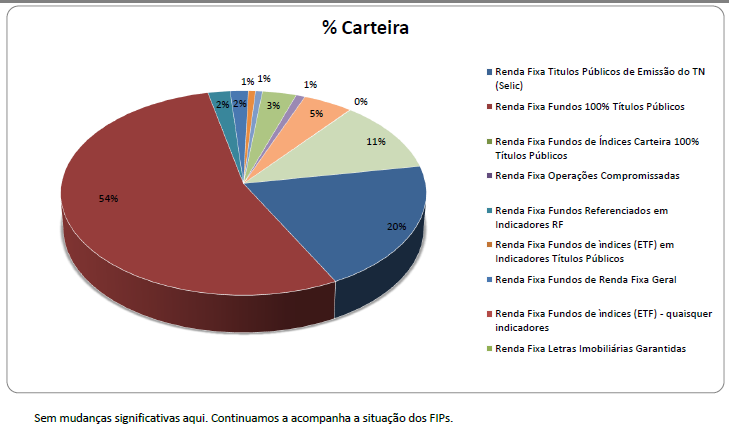 % Carteira
1%
1%
1%
0%
2%
2%
3%
5%
11%
54%
20%
Renda Fixa Titulos Públicos de Emissão do TN
(Selic)
Renda Fixa Fundos 100% Títulos Públicos
Renda Fixa Fundos de Índices Carteira 100%
Títulos Públicos
Renda Fixa Operações Compromissadas
Renda Fixa Fundos Referenciados em
Indicadores RF
Renda Fixa Fundos de ìndices (ETF) em
Indicadores Títulos Públicos
Renda Fixa Fundos de Renda Fixa Geral
Renda Fixa Fundos de ìndices (ETF) - quaisquer
indicadores
Renda Fixa Letras Imobiliárias Garantidas
Sem mudanças significativas aqui. Continuamos a acompanha a situação dos FIPs.